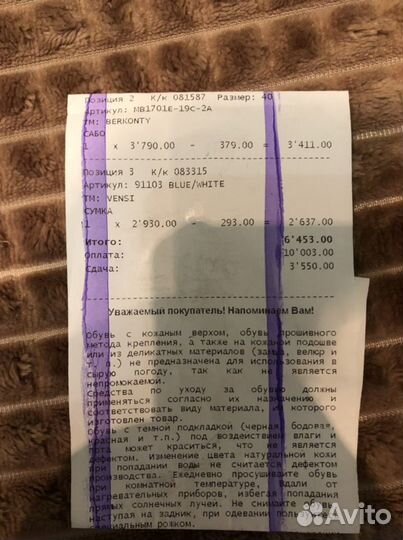 Позиция 2 К/к 081587 Размер: 40
Артикул: MB1701E-19C-2A
ТМ: BERKONTY
САБО
1 x 3'790.00 - 379.00 = 3'411.00
Позиция 3 К/к 083315
Артикул: 91103 BLUE/WHITE
ТМ: VENSI
СУМКА
1 x 2'930.00 - 293.00 = 2'637.00
Итого: 6'453.00
Оплата: 10'003.00
Сдача: 3'550.00
Уважаемый покупатель! Напоминаем Вам!
Обувь с кожаным верхом, обувь прошивного
метода крепления, а также на кожаной подошве
или из деликатных материалов (замша, велюр и
т. п.) не предназначена для использования в
сырую погоду, так как не является
непромокаемой.
Средства по уходу за обувью должны
применяться согласно их назначению и
соответствовать виду материала, из которого
изготовлен товар.
Обувь с темной подкладкой (черная, бодовая,
красная и т.п.) под воздействием влаги и
пота может краситься, что не является
дефектом. Изменение цвета натуральной кожи
при попадании воды не считается дефектом
производства. Ежедневно просушивайте обувь
при комнатной температуре, вдали от
нагревательных приборов, избегая попадания
прямых солнечных лучей. Не снимайте обувь,
наступая на задник, при одевании
специальным рожком.
Avito